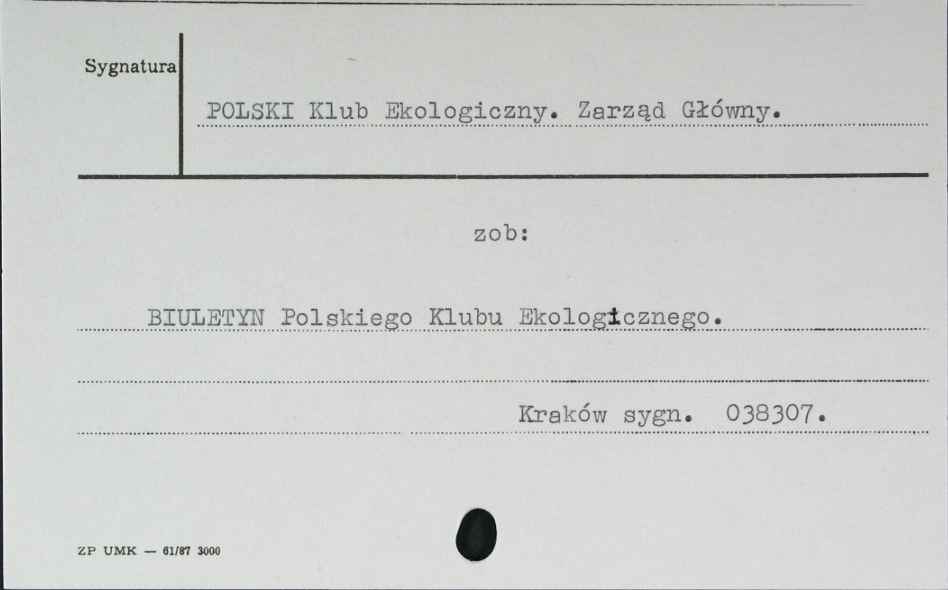 Sygnatura
POLSKI Klub Ekologiczny. Zarząd Główny.
zob:
BIULETYN Polskiego Klubu Ekologicznego.
Kraków sygn. 038307.
ZP UMK — 61/87 3000